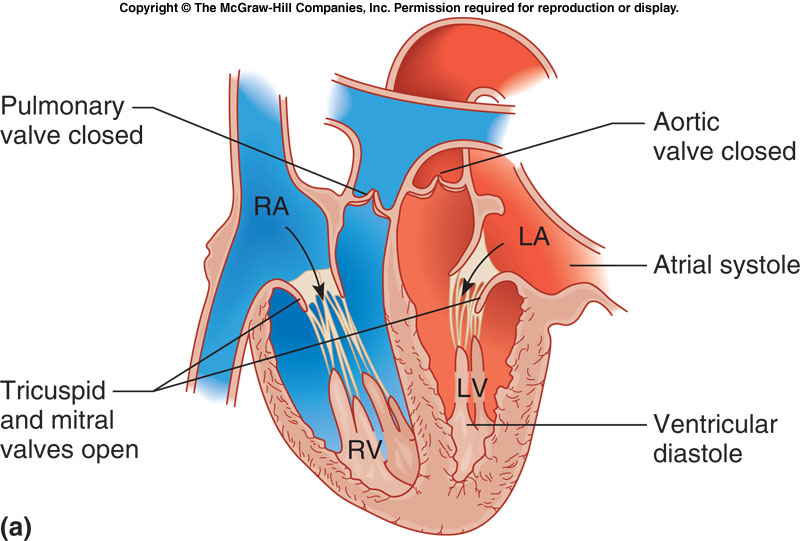 Copyright © The McGraw-Hill Companies, Inc. Permission required for reproduction or display.
Pulmonary
valve closed
Aortic
valve closed
RA
LA
Atrial systole
Tricuspid
and mitral
valves open
LV
RV
Ventricular
diastole
(a)